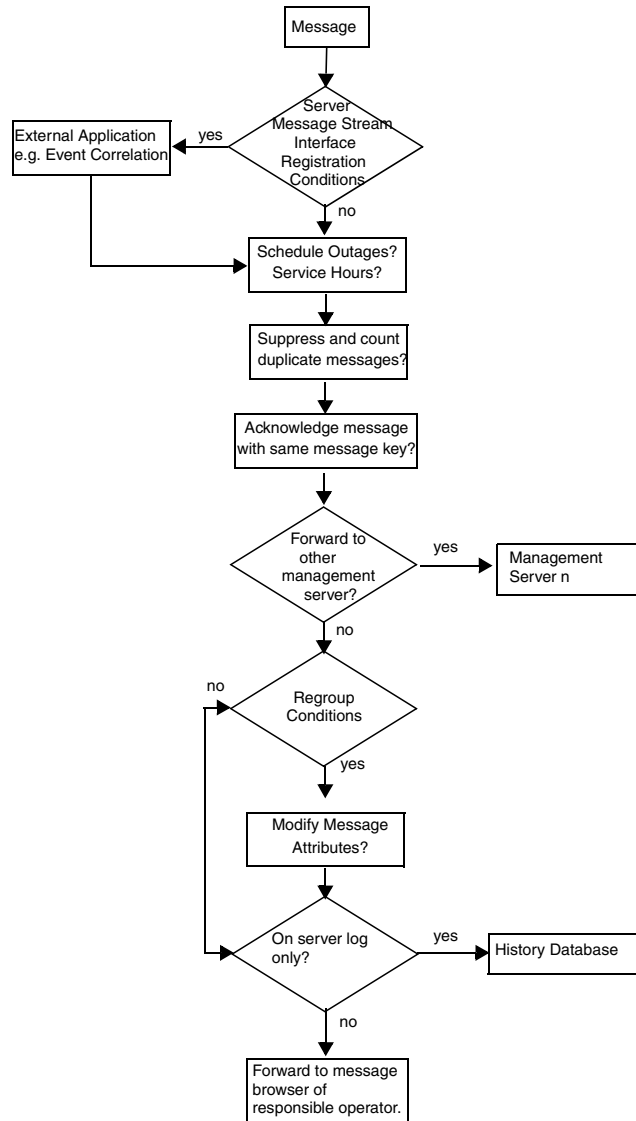 Message
Server
Message Stream
Interface
Registration
Conditions
yes
External Application
e.g. Event Correlation
no
Schedule Outages?
Service Hours?
Suppress and count
duplicate messages?
Acknowledge message
with same message key?
Forward to
other
management
server?
yes
Management
Server n
no
no
Regroup
Conditions
yes
Modify Message
Attributes?
On server log
only?
yes
History Database
no
Forward to message
browser of
responsible operator.